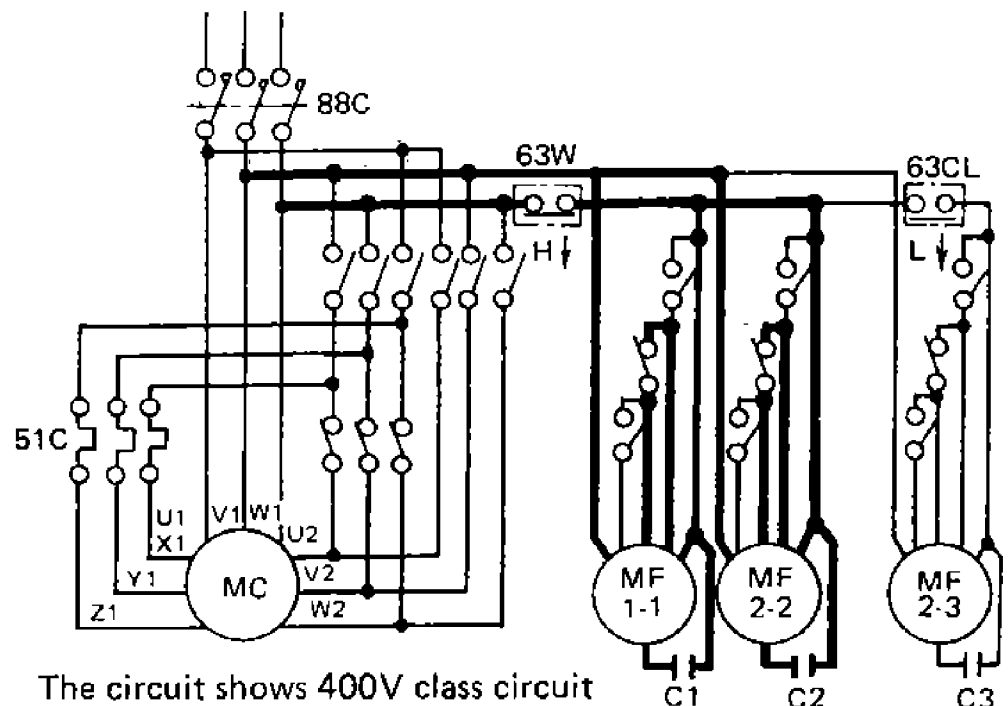 88C
63W
63CL
H
L
51C
U1
V1
W1
X1
U2
Y1
MC
V2
Z1
W2
MF
1-1
MF
2-2
MF
2-3
The circuit shows 400V class circuit
C1
C2
C3